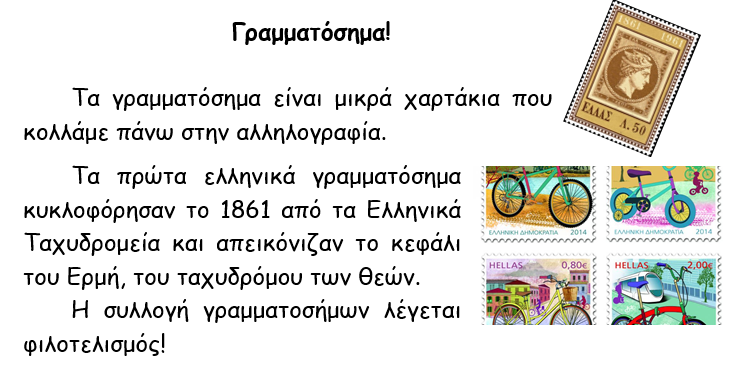 Γραμματόσημα!
1861 1961
ΕΛΛΑΣ Λ.50
Τα γραμματόσημα είναι μικρά χαρτάκια που
κολλάμε πάνω στην αλληλογραφία.
Τα πρώτα ελληνικά γραμματόσημα
κυκλοφόρησαν το 1861 από τα Ελληνικά
Ταχυδρομεία και απεικόνιζαν το κεφάλι
του Ερμή, του ταχυδρόμου των θεών.
Η συλλογή γραμματοσήμων λέγεται
φιλοτελισμός!
ΕΛΛΗΝΙΚΗ ΔΗΜΟΚΡΑΤΙΑ 2014
ΕΛΛΗΝΙΚΗ ΔΗΜΟΚΡΑΤΙΑ 2014
HELLAS 0,80€
HELLAS 2,00€